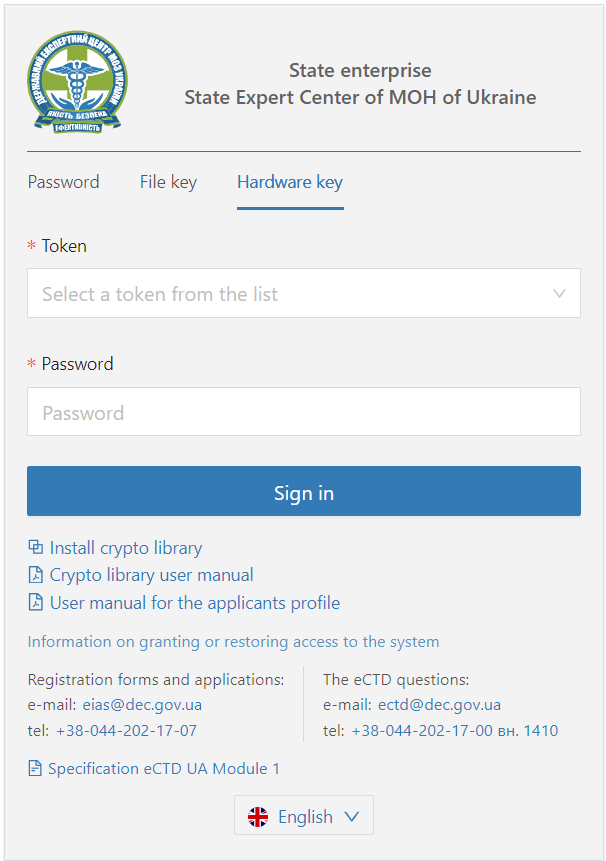 ДЕРЖАВНИЙ ЕКСПЕРТНИЙ ЦЕНТР МОЗ УКРАЇНИ
ЯКІСТЬ БЕЗПЕКА
ЕФЕКТИВНІСТЬ
State enterprise
State Expert Center of MOH of Ukraine
Password File key Hardware key
* Token
Select a token from the list
* Password
Password
Sign in
Install crypto library
Crypto library user manual
User manual for the applicants profile
Information on granting or restoring access to the system
Registration forms and applications:
e-mail: eias@dec.gov.ua
tel: +38-044-202-17-07
The eCTD questions:
e-mail: ectd@dec.gov.ua
tel: +38-044-202-17-00 вн. 1410
Specification eCTD UA Module 1
English